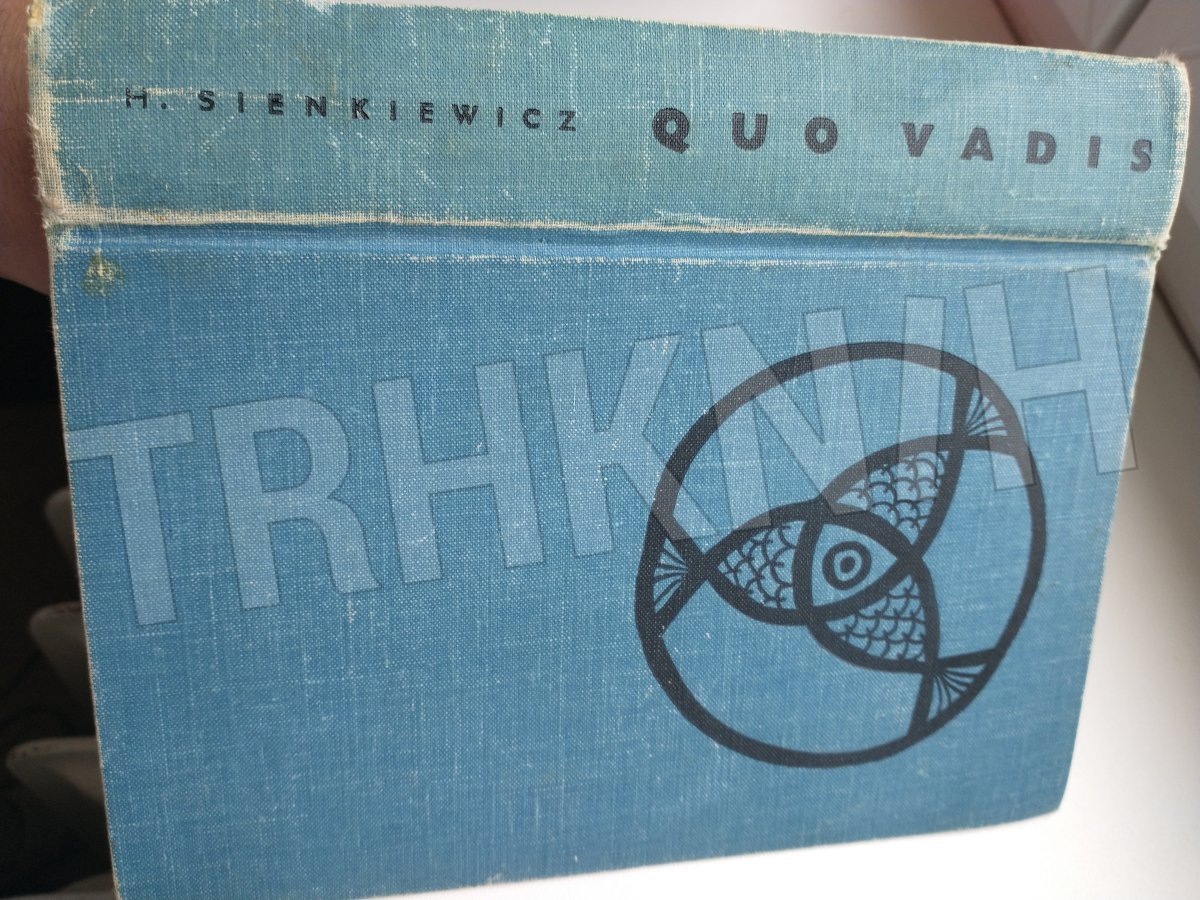 H. SIENKIEWICZ QUO VADIS
TRHKNIH